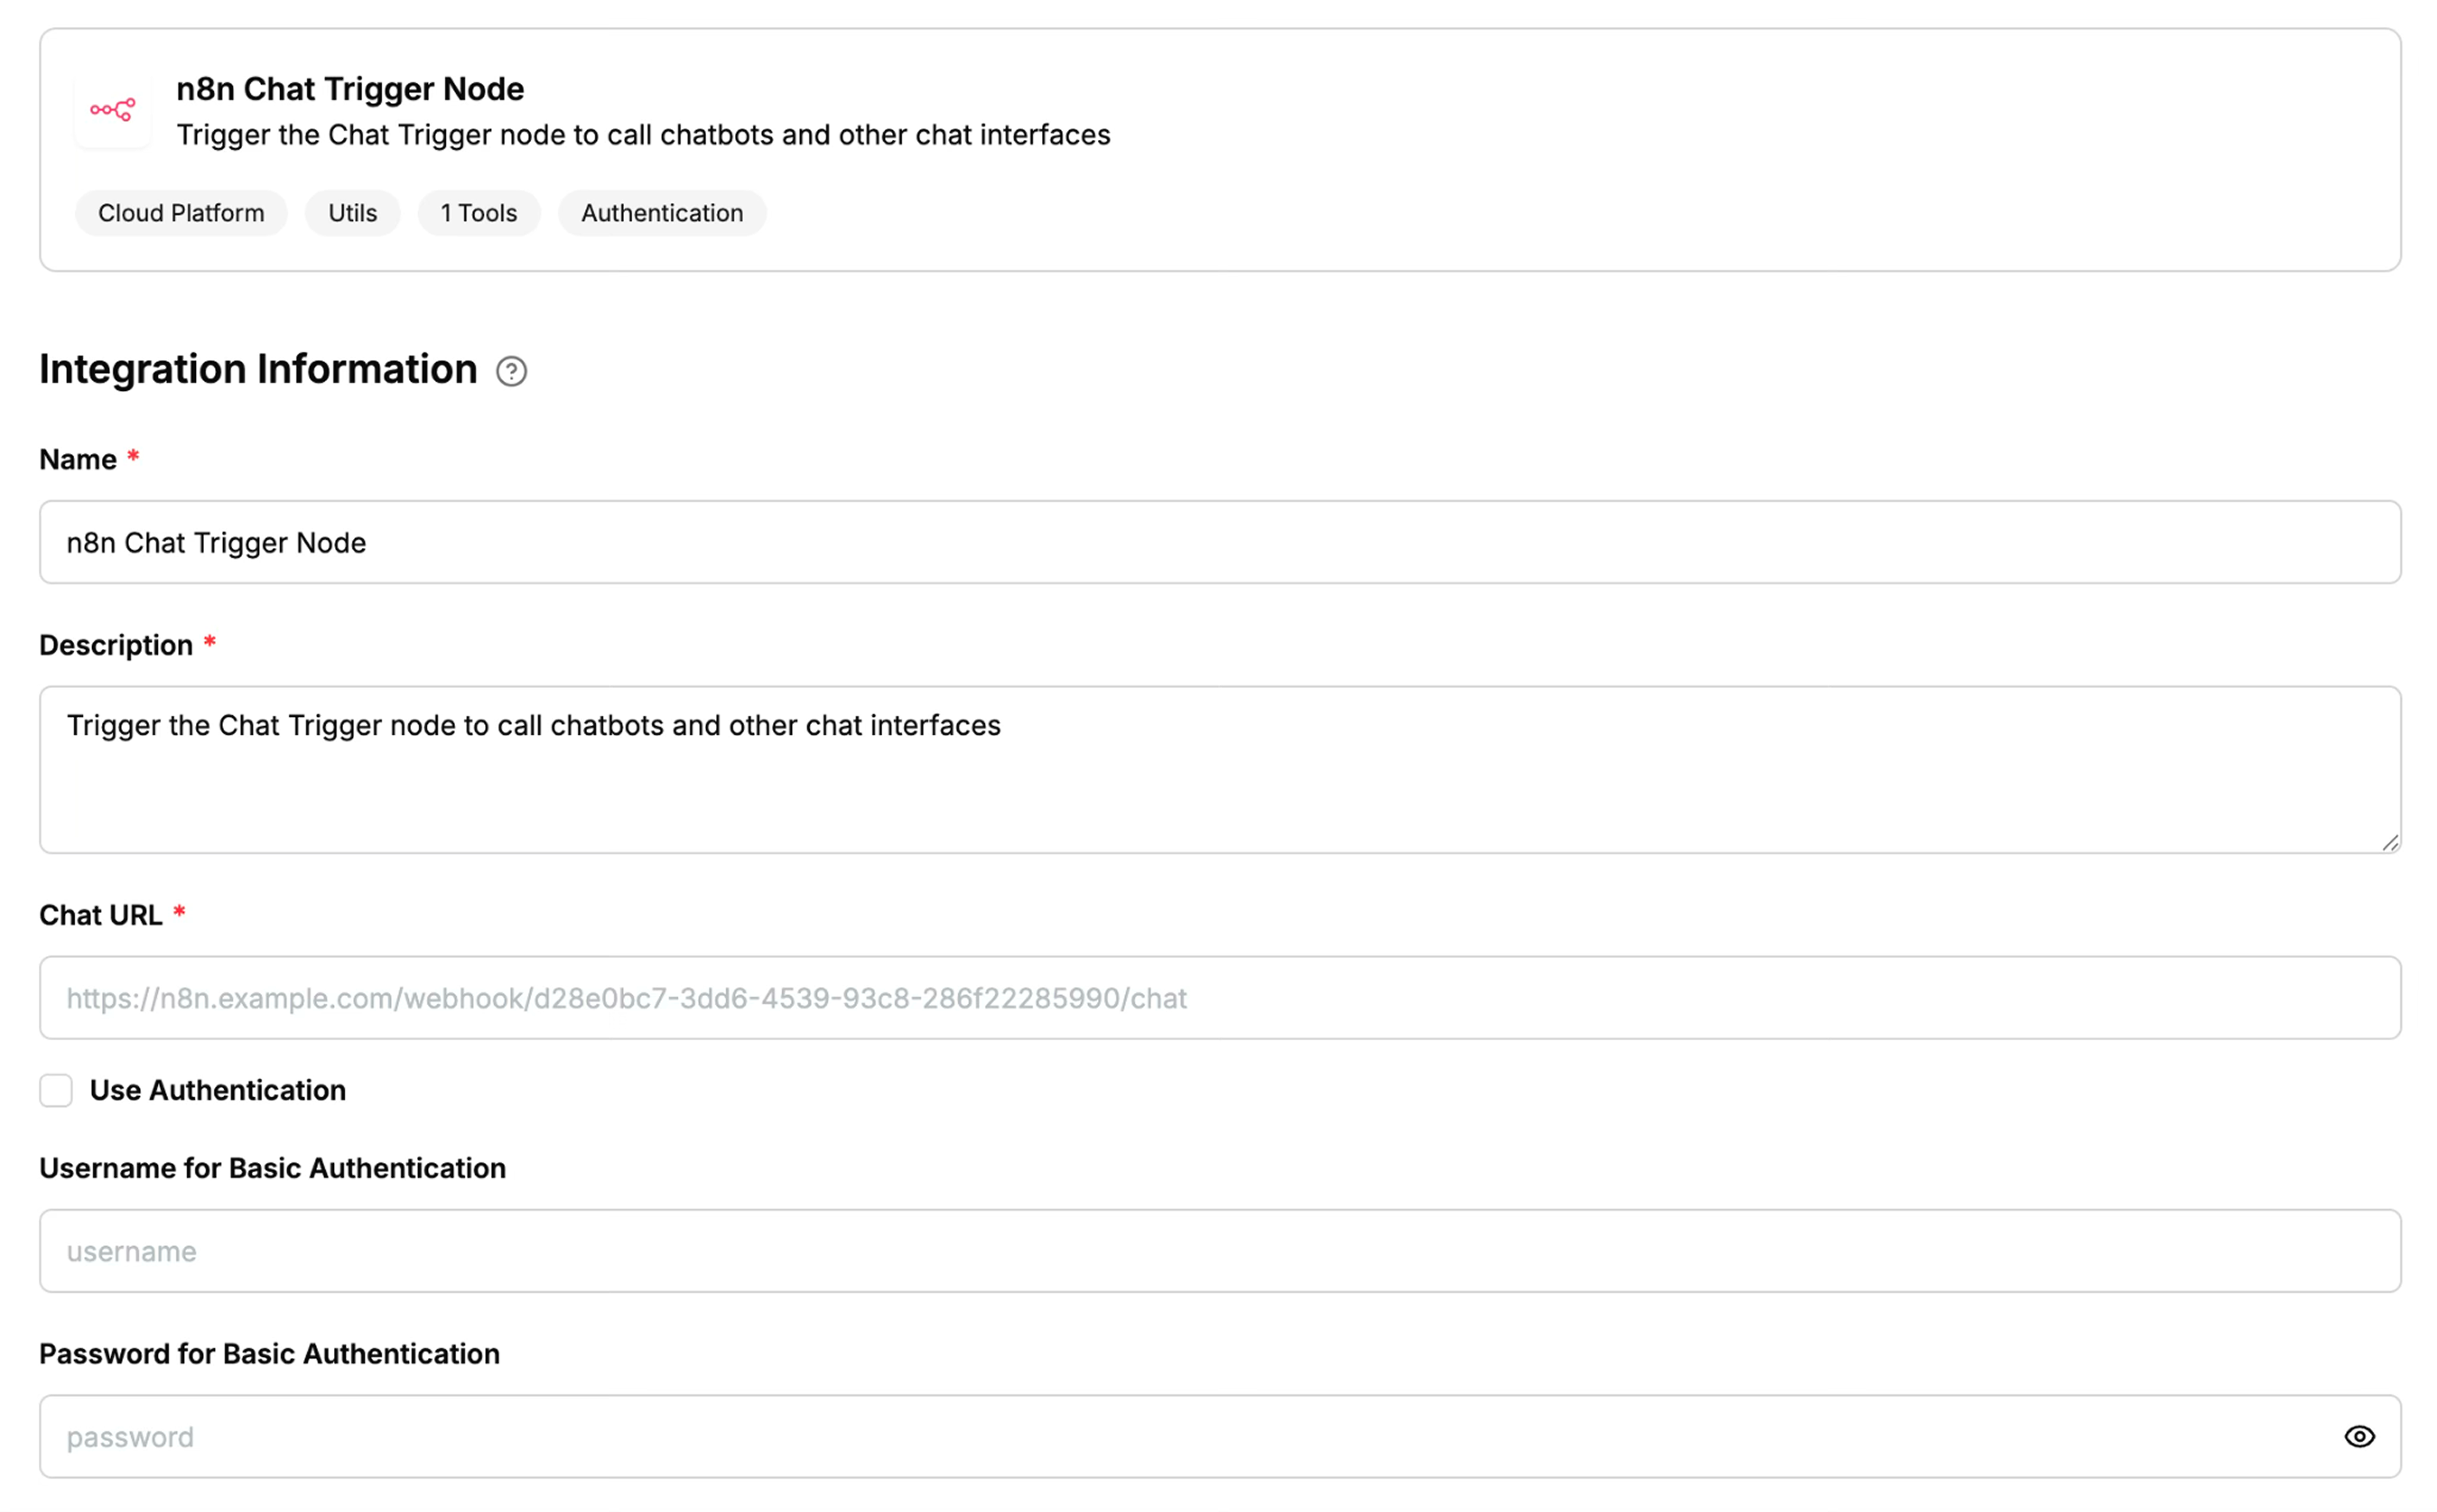 n8n Chat Trigger Node
Trigger the Chat Trigger node to call chatbots and other chat interfaces
Cloud Platform Utils 1 Tools Authentication
Integration Information ?
Name *
n8n Chat Trigger Node
Description *
Trigger the Chat Trigger node to call chatbots and other chat interfaces
Chat URL *
https://n8n.example.com/webhook/d28e0bc7-3dd6-4539-93c8-286f22285990/chat
Use Authentication
Username for Basic Authentication
username
Password for Basic Authentication
password